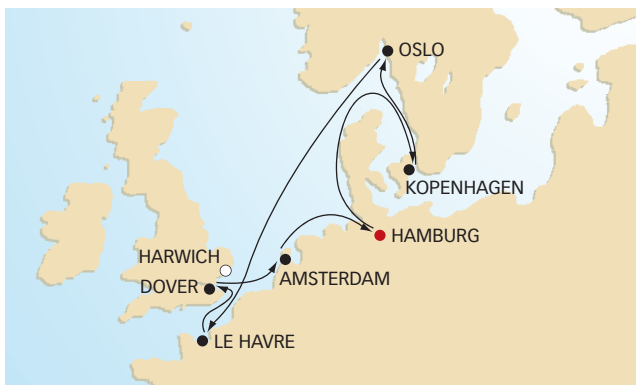 OSLO
KOPENHAGEN
HAMBURG
HARWICH
AMSTERDAM
DOVER
LE HAVRE